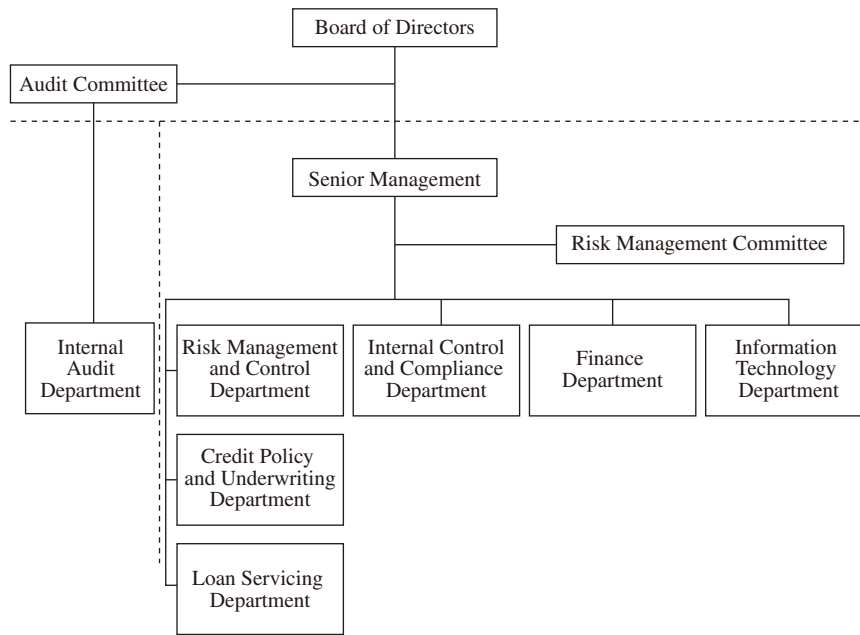 Board of Directors
Audit Committee
Senior Management
Risk Management Committee
Internal
Audit
Department
Risk Management
and Control
Department
Internal Control
and Compliance
Department
Finance
Department
Information
Technology
Department
Credit Policy
and Underwriting
Department
Loan Servicing
Department